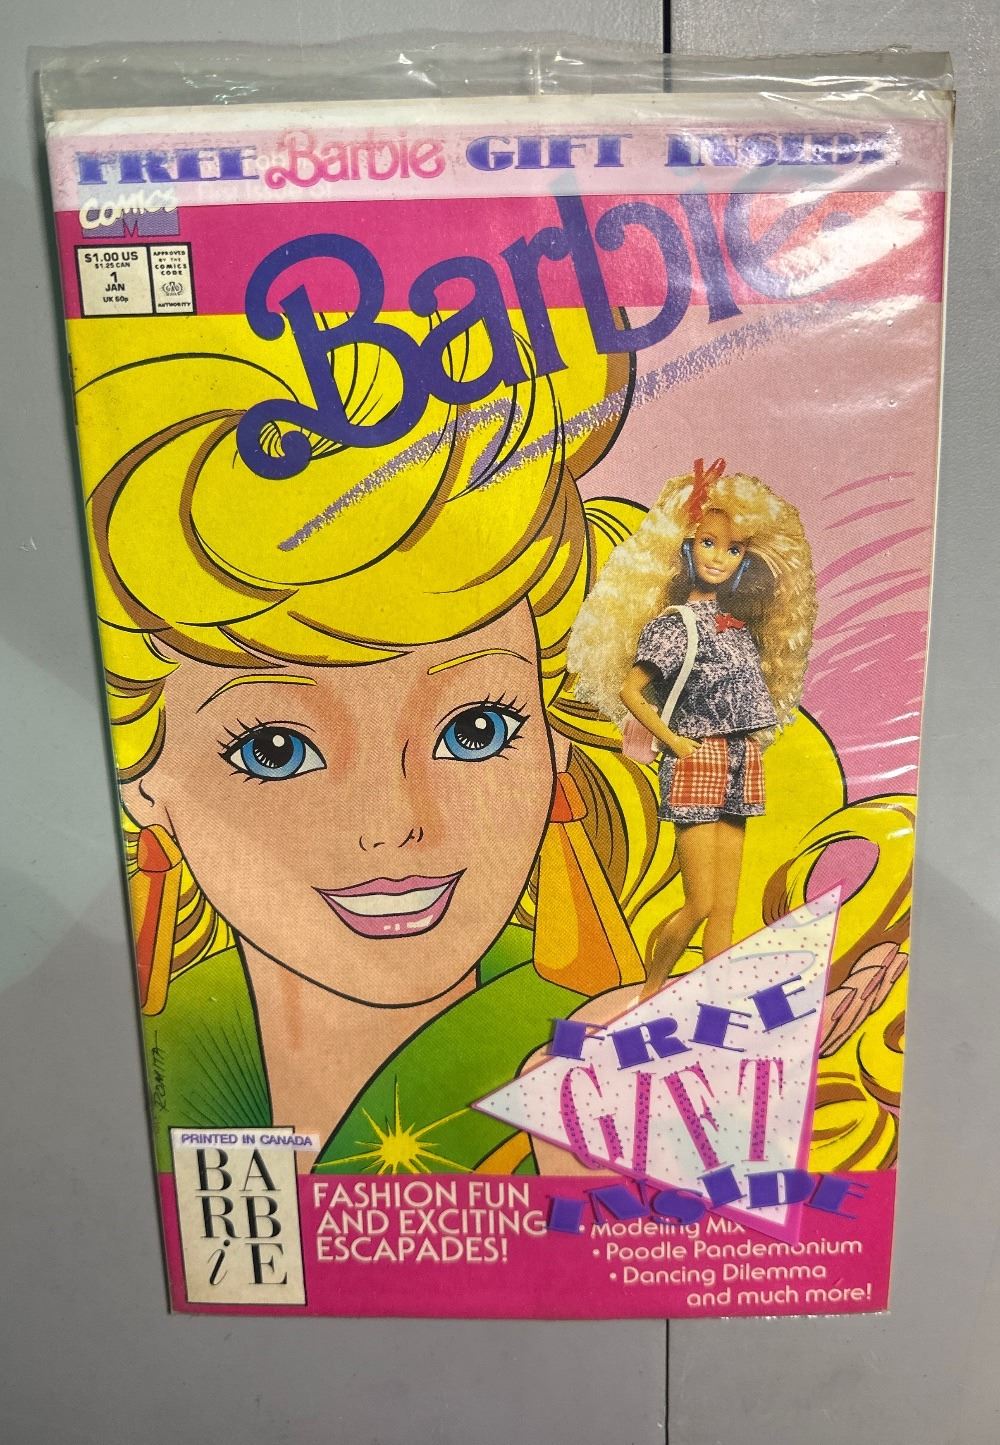 FREE Barbie GIFT INSIDE
COMICS
M
$1.00 US
$1.25 CAN
1
JAN
UK 60p
APPROVED
BY THE
COMICS
CODE
AUTHORITY
Barbie
FREE
GIFT
INSIDE
ROMITA
PRINTED IN CANADA
BA
RB
iE
FASHION FUN
AND EXCITING
ESCAPADES!
• Modeling Mix
• Poodle Pandemonium
• Dancing Dilemma
and much more!